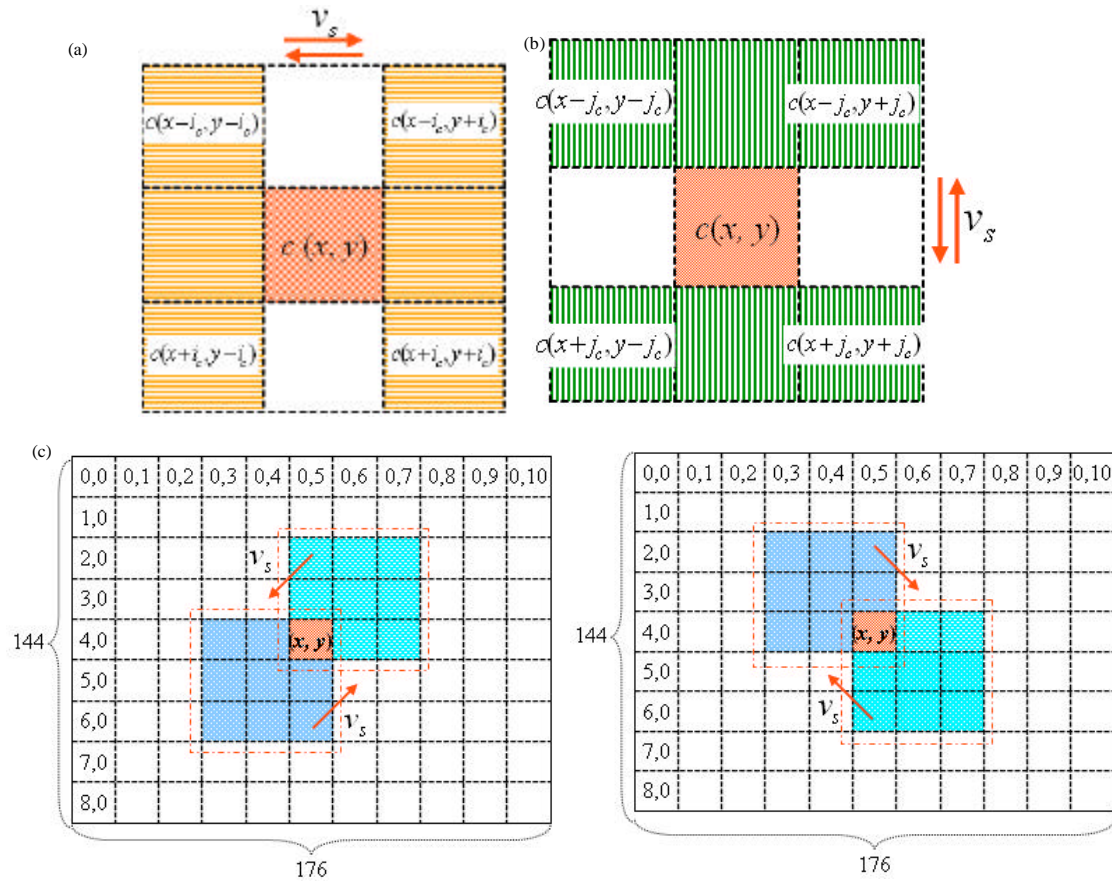 (a)
v_s
c(x−i_c, y−i_c)
c(x−i_c, y+i_c)
c (x, y)
c(x+i_c, y−i_c)
c(x+i_c, y+i_c)
(b)
c(x−j_c, y−j_c)
c(x−j_c, y+j_c)
c(x, y)
v_s
c(x+j_c, y−j_c)
c(x+j_c, y+j_c)
(c)
0,0 0,1 0,2 0,3 0,4 0,5 0,6 0,7 0,8 0,9 0,10
1,0
2,0
v_s
3,0
144
4,0 (x, y)
5,0
6,0
v_s
7,0
8,0
176
0,0 0,1 0,2 0,3 0,4 0,5 0,6 0,7 0,8 0,9 0,10
1,0
2,0
v_s
3,0
144
4,0 (x, y)
5,0
6,0
v_s
7,0
8,0
176